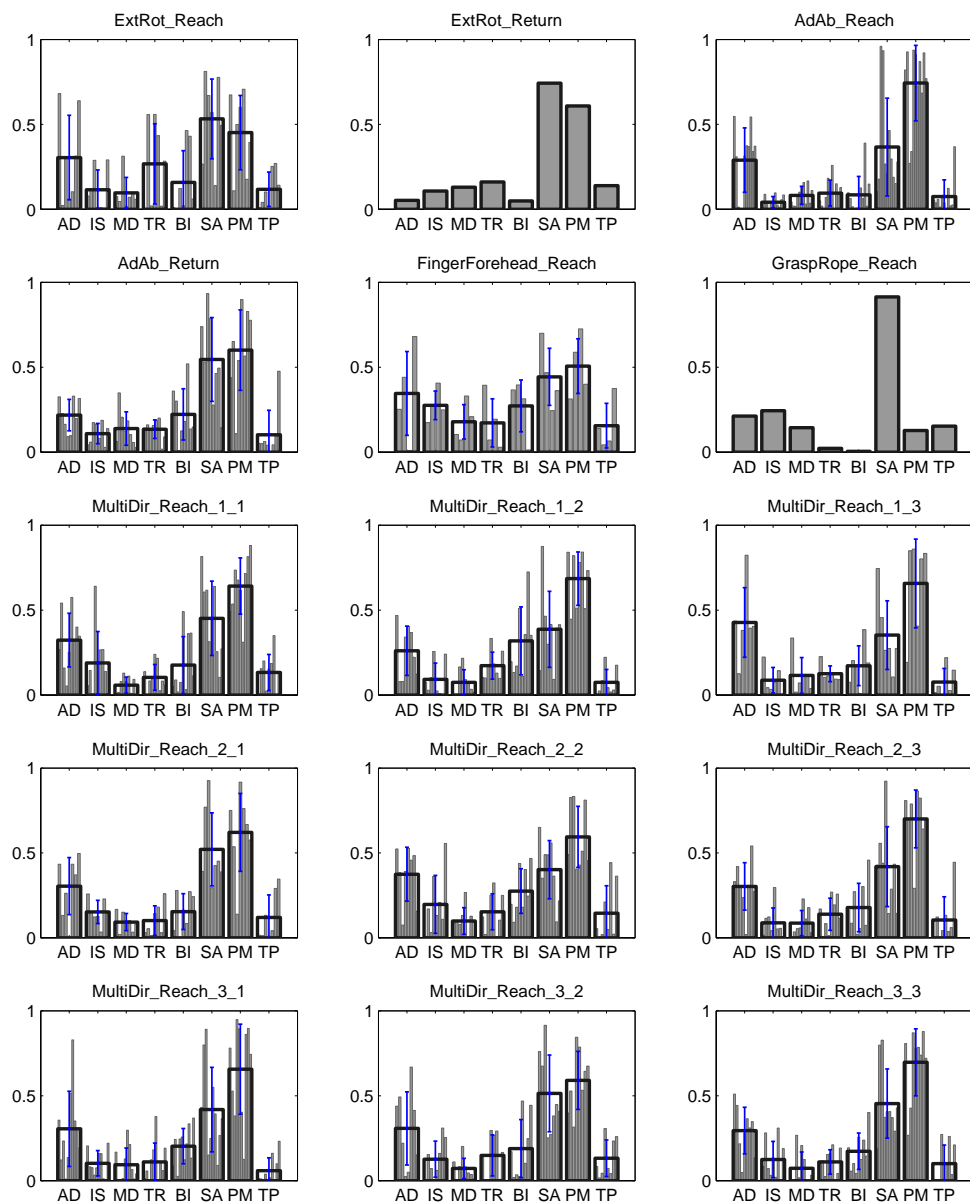 ExtRot_Reach
ExtRot_Return
AdAb_Reach
1
0.5
0
AD IS MD TR BI SA PM TP
1
0.5
0
AD IS MD TR BI SA PM TP
1
0.5
0
AD IS MD TR BI SA PM TP
AdAb_Return
FingerForehead_Reach
GraspRope_Reach
1
0.5
0
AD IS MD TR BI SA PM TP
1
0.5
0
AD IS MD TR BI SA PM TP
1
0.5
0
AD IS MD TR BI SA PM TP
MultiDir_Reach_1_1
MultiDir_Reach_1_2
MultiDir_Reach_1_3
1
0.5
0
AD IS MD TR BI SA PM TP
1
0.5
0
AD IS MD TR BI SA PM TP
1
0.5
0
AD IS MD TR BI SA PM TP
MultiDir_Reach_2_1
MultiDir_Reach_2_2
MultiDir_Reach_2_3
1
0.5
0
AD IS MD TR BI SA PM TP
1
0.5
0
AD IS MD TR BI SA PM TP
1
0.5
0
AD IS MD TR BI SA PM TP
MultiDir_Reach_3_1
MultiDir_Reach_3_2
MultiDir_Reach_3_3
1
0.5
0
AD IS MD TR BI SA PM TP
1
0.5
0
AD IS MD TR BI SA PM TP
1
0.5
0
AD IS MD TR BI SA PM TP